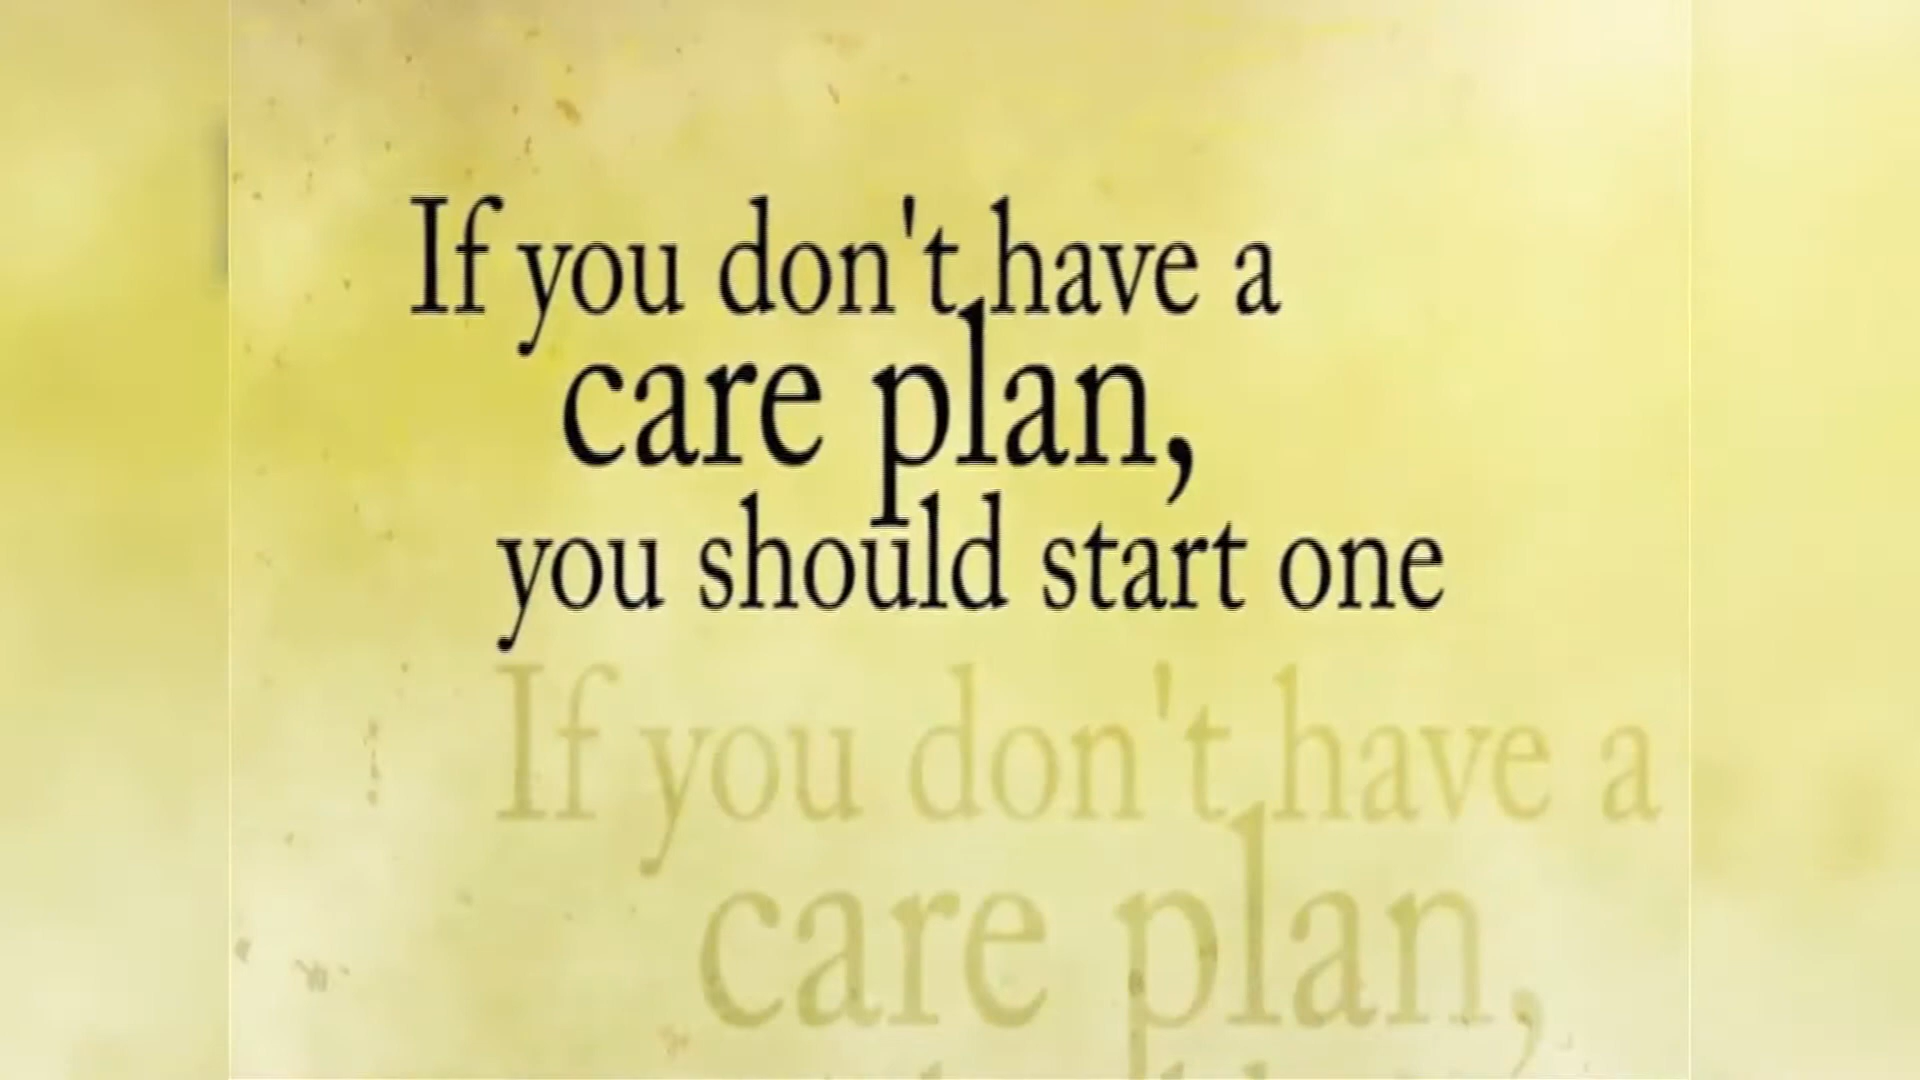 If you don't have a
care plan,
you should start one
If you don't have a
care plan,